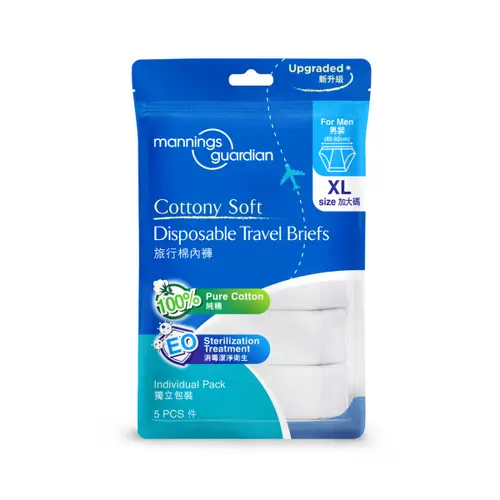 Upgraded*
新升級
For Men
男裝
XL
size 加大碼
mannings
guardian
Cottony Soft
Disposable Travel Briefs
旅行棉內褲
100%
Pure Cotton
純棉
EO
Sterilization
Treatment
消毒潔淨衛生
Individual Pack
獨立包裝
5 PCS 件